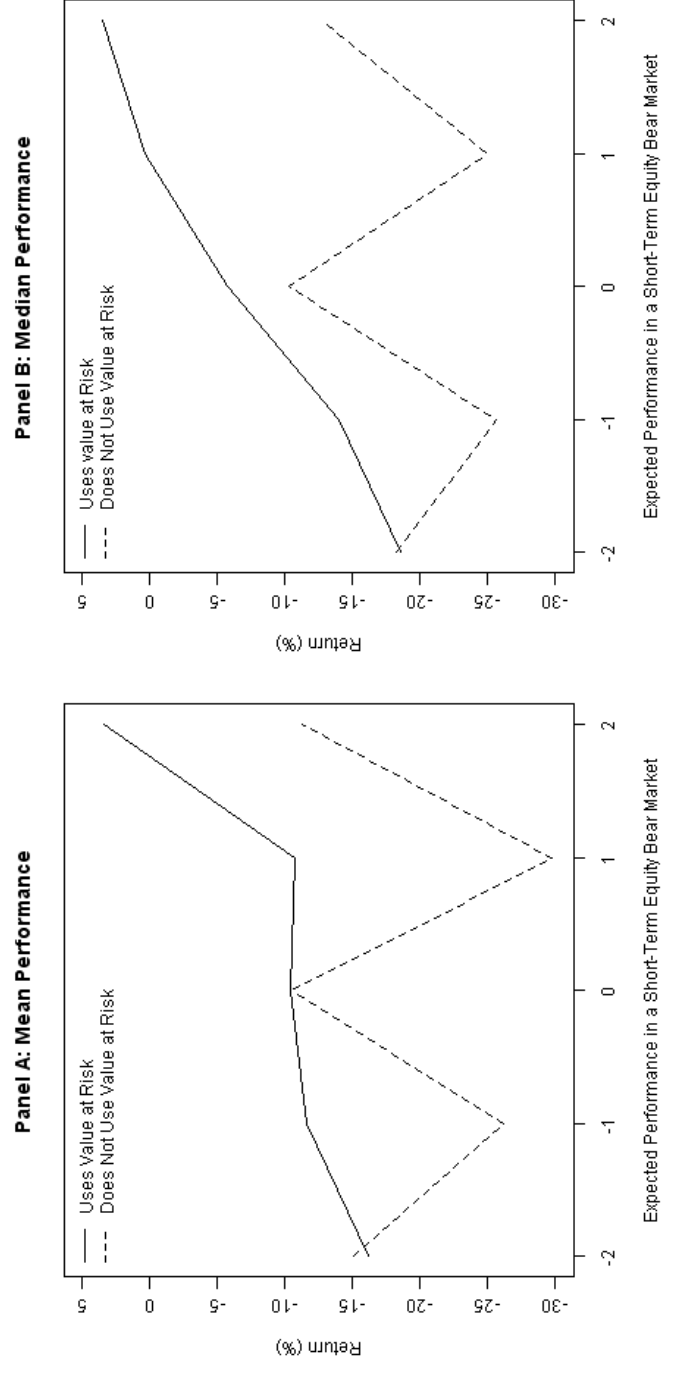 Panel A: Mean Performance
Uses Value at Risk
Does Not Use Value at Risk
Return (%)
5
0
-5
-10
-15
-20
-25
-30
-2
-1
0
1
2
Expected Performance in a Short-Term Equity Bear Market
Panel B: Median Performance
Uses value at Risk
Does Not Use Value at Risk
Return (%)
5
0
-5
-10
-15
-20
-25
-30
-2
-1
0
1
2
Expected Performance in a Short-Term Equity Bear Market